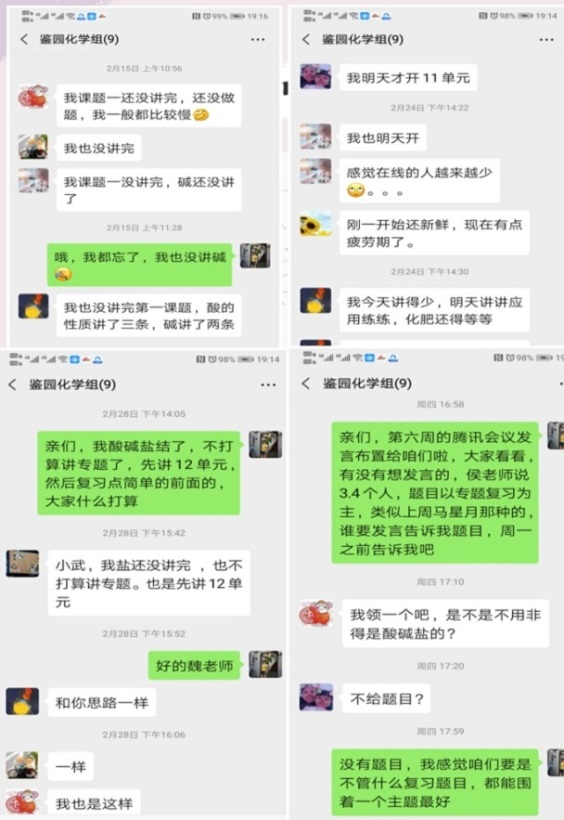 99% 19:16
鉴园化学组(9)
2月15日 上午10:56
我课题一还没讲完，还没做
题，我一般都比较慢
我也没讲完
我课题一没讲完，碱还没讲
了
2月15日 上午11:28
哦，我都忘了，我也没讲碱
我也没讲完第一课题，酸的
性质讲了三条，碱讲了两条
98% 19:14
鉴园化学组(9)
我明天才开11单元
2月24日 下午14:22
我也明天开
感觉在线的人越来越少
。。。
刚一开始还新鲜，现在有点
疲劳期了。
2月24日 下午14:30
我今天讲得少，明天讲讲应
用练练，化肥还得等等
98% 19:14
鉴园化学组(9)
2月28日 下午14:05
亲们，我酸碱盐结了，不打
算讲专题了，先讲12单元，
然后复习点简单的前面的，
大家什么打算
2月28日 下午15:42
小武，我盐还没讲完 ，也不
打算讲专题。也是先讲12单
元
2月28日 下午15:52
好的魏老师
和你思路一样
2月28日 下午16:06
一样
我也是这样
98% 19:1
鉴园化学组(9)
周四 16:58
亲们，第六周的腾讯会议发
言布置给咱们啦，大家看看，
有没有想发言的，侯老师说
3.4个人，题目以专题复习为
主，类似上周马星月那种的，
谁要发言告诉我题目，周一
之前告诉我吧
周四 17:10
我领一个吧，是不是不用非
得是酸碱盐的？
周四 17:20
不给题目？
周四 17:59
没有题目，我感觉咱们要是
不管什么复习题目，都能围
着一个主题最好